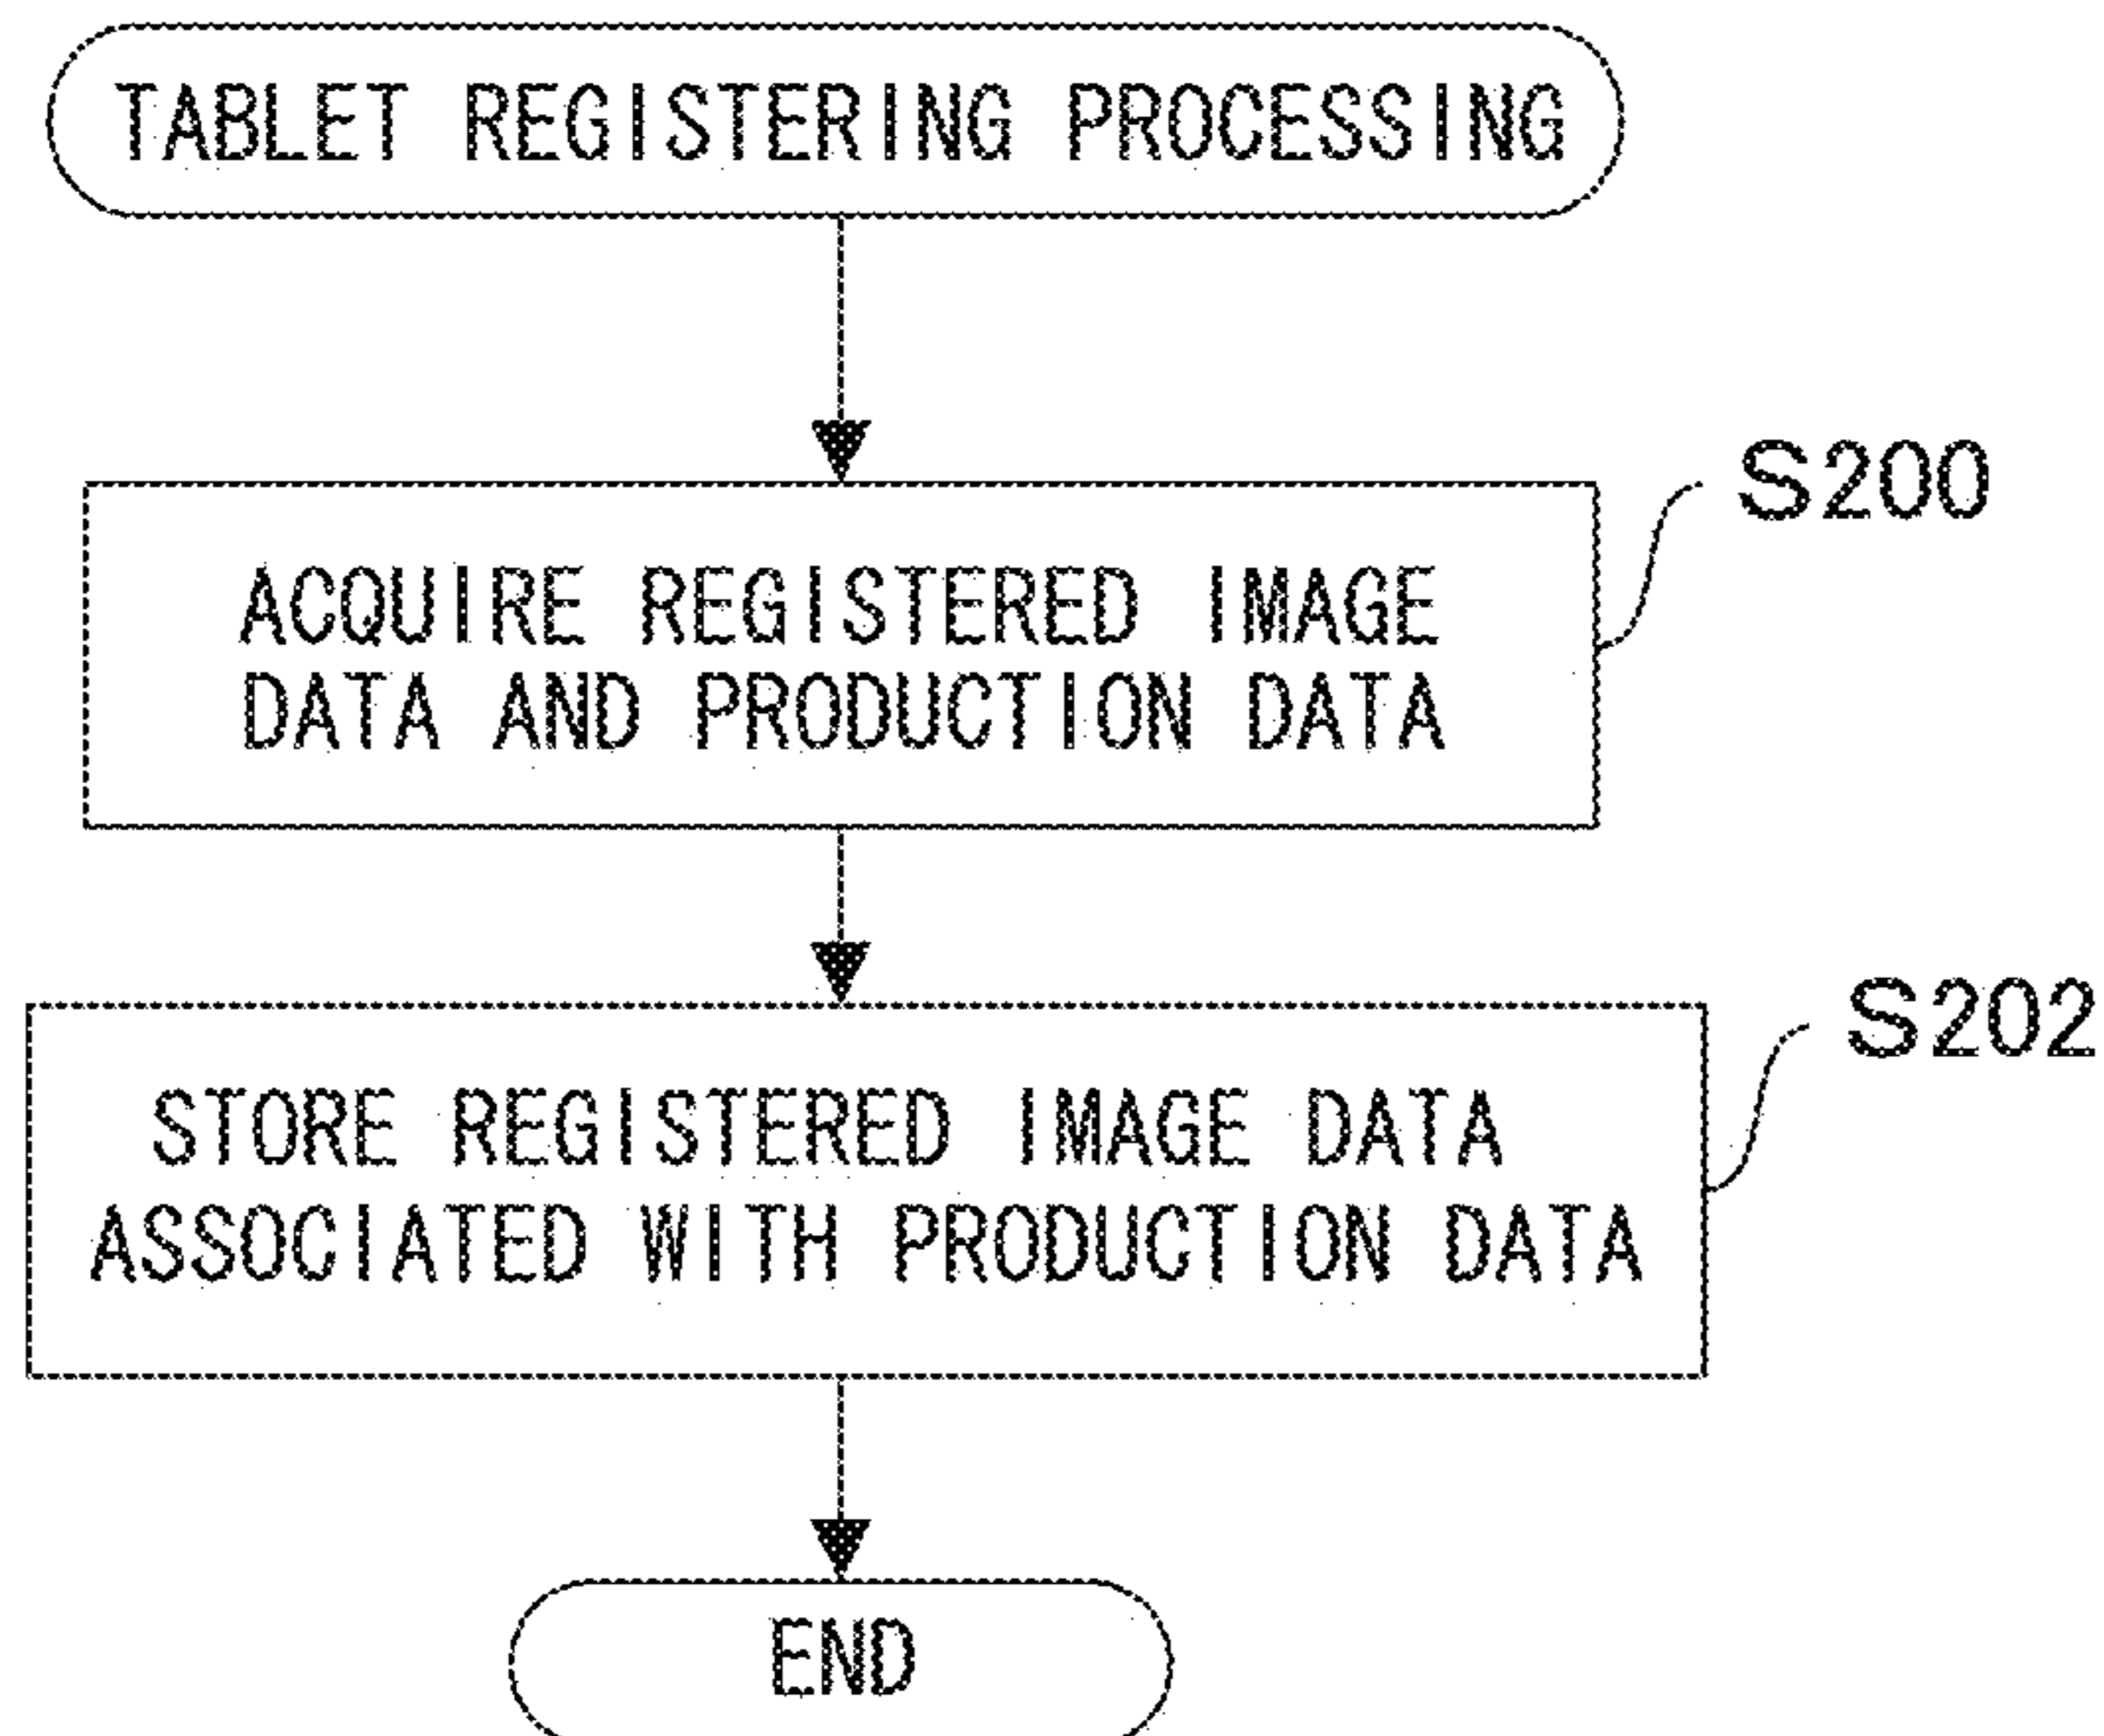 TABLET REGISTERING PROCESSING
S200
ACQUIRE REGISTERED IMAGE
DATA AND PRODUCTION DATA
S202
STORE REGISTERED IMAGE DATA
ASSOCIATED WITH PRODUCTION DATA
END